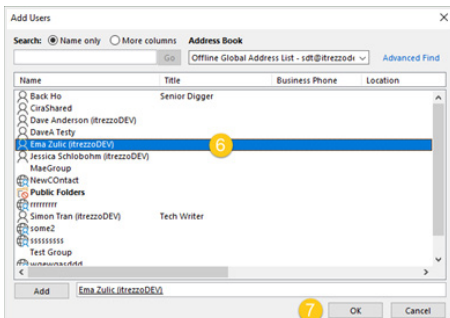 Add Users
Search: Name only More columns Address Book
Go Offline Global Address List - sdt@itrezzode Advanced Find
Name Title Business Phone Location
Back Ho Senior Digger
CiraShared
Dave Anderson (itrezzoDEV)
DaveA Testy
Ema Zulic (itrezzoDEV) 6
Jessica Schlobohm (itrezzoDEV)
MaeGroup
NewCOntact
Public Folders
rrrrrrrrr
Simon Tran (itrezzoDEV) Tech Writer
some2
sssssssss
Test Group
Add Ema Zulic (itrezzoDEV)
7 OK Cancel